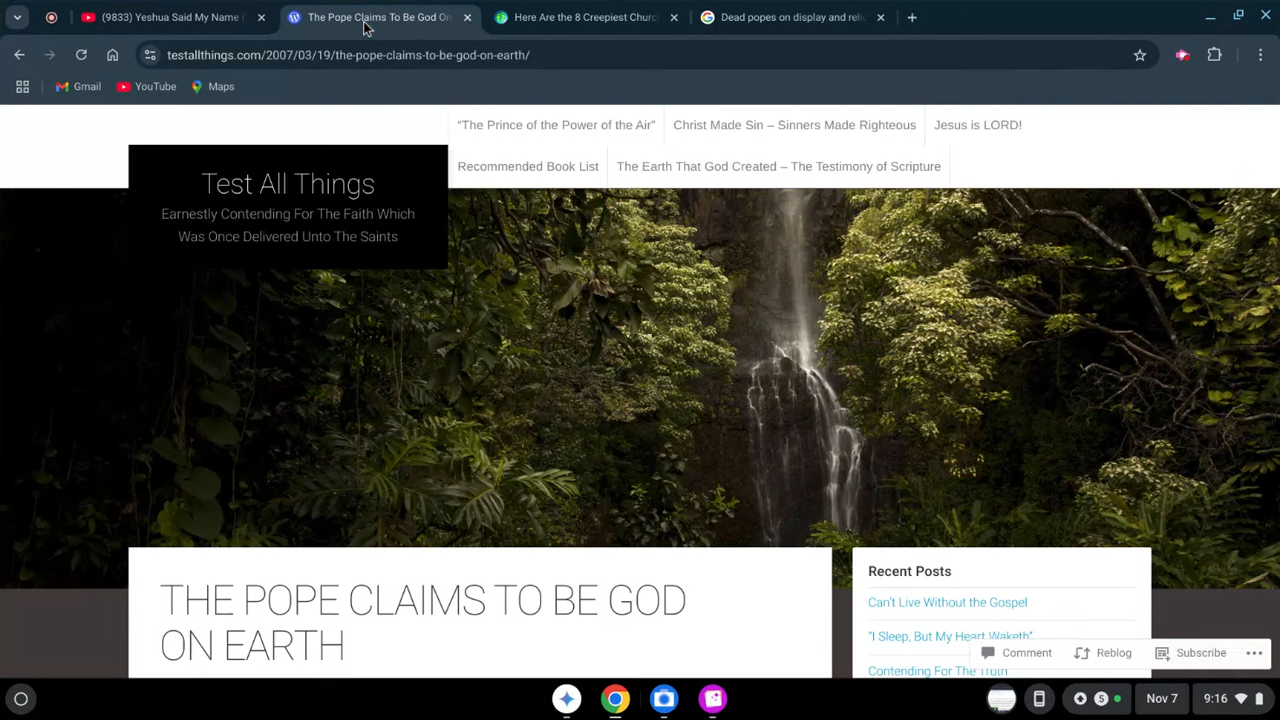 (9833) Yeshua Said My Name
The Pope Claims To Be God On
Here Are the 8 Creepiest Church
Dead popes on display and reli
testallthings.com/2007/03/19/the-pope-claims-to-be-god-on-earth/
Gmail
YouTube
Maps
“The Prince of the Power of the Air”
Christ Made Sin – Sinners Made Righteous
Jesus is LORD!
Recommended Book List
The Earth That God Created – The Testimony of Scripture
Test All Things
Earnestly Contending For The Faith Which
Was Once Delivered Unto The Saints
THE POPE CLAIMS TO BE GOD
ON EARTH
Recent Posts
Can’t Live Without the Gospel
“I Sleep, But My Heart Waketh”
Contending For The Truth
Comment
Reblog
Subscribe
5
Nov 7
9:16